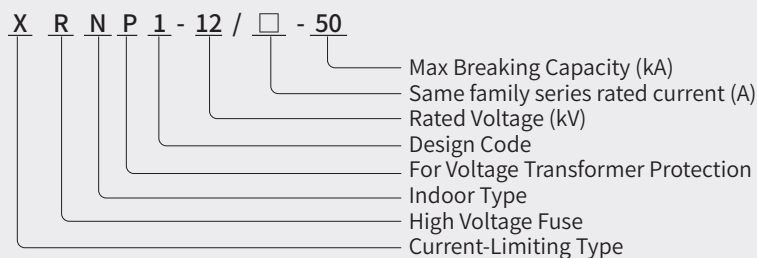 X R N P 1 - 12 / □ - 50
Max Breaking Capacity (kA)
Same family series rated current (A)
Rated Voltage (kV)
Design Code
For Voltage Transformer Protection
Indoor Type
High Voltage Fuse
Current-Limiting Type